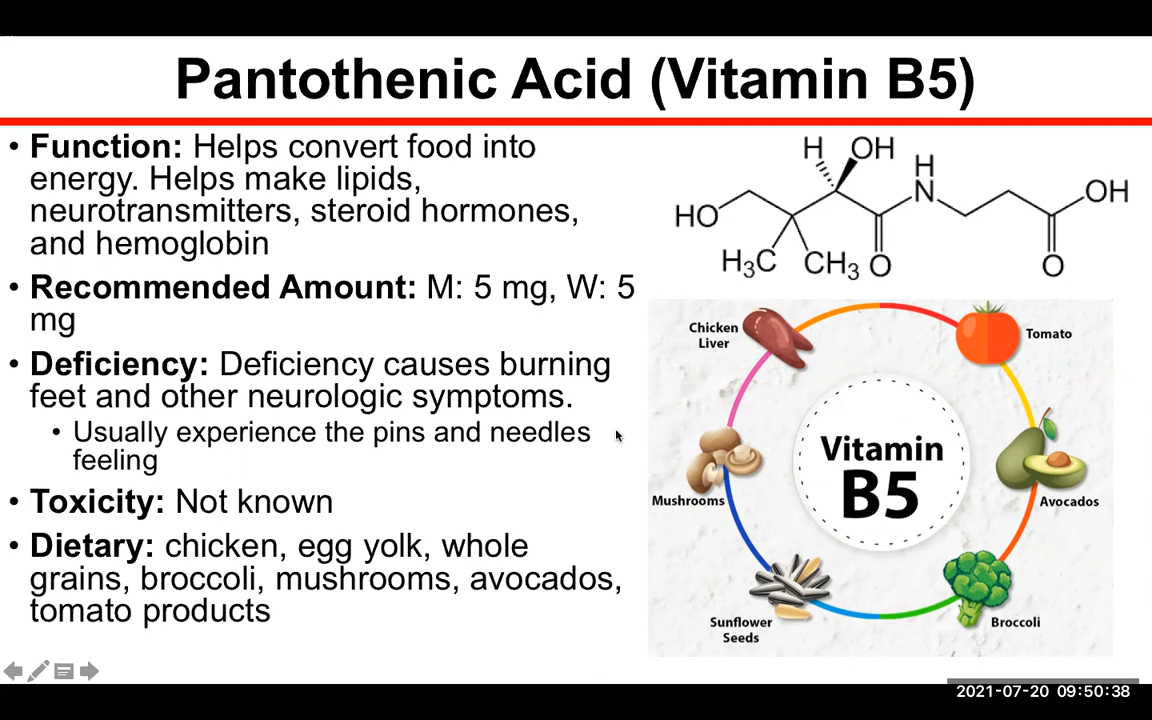 Pantothenic Acid (Vitamin B5)
• Function: Helps convert food into
energy. Helps make lipids,
neurotransmitters, steroid hormones,
and hemoglobin
• Recommended Amount: M: 5 mg, W: 5
mg
• Deficiency: Deficiency causes burning
feet and other neurologic symptoms.
• Usually experience the pins and needles
feeling
• Toxicity: Not known
• Dietary: chicken, egg yolk, whole
grains, broccoli, mushrooms, avocados,
tomato products
H OH
H
N
HO
OH
H3C CH3 O
O
Chicken
Liver
Tomato
Vitamin
B5
Mushrooms
Avocados
Sunflower
Seeds
Broccoli
2021-07-20 09:50:38